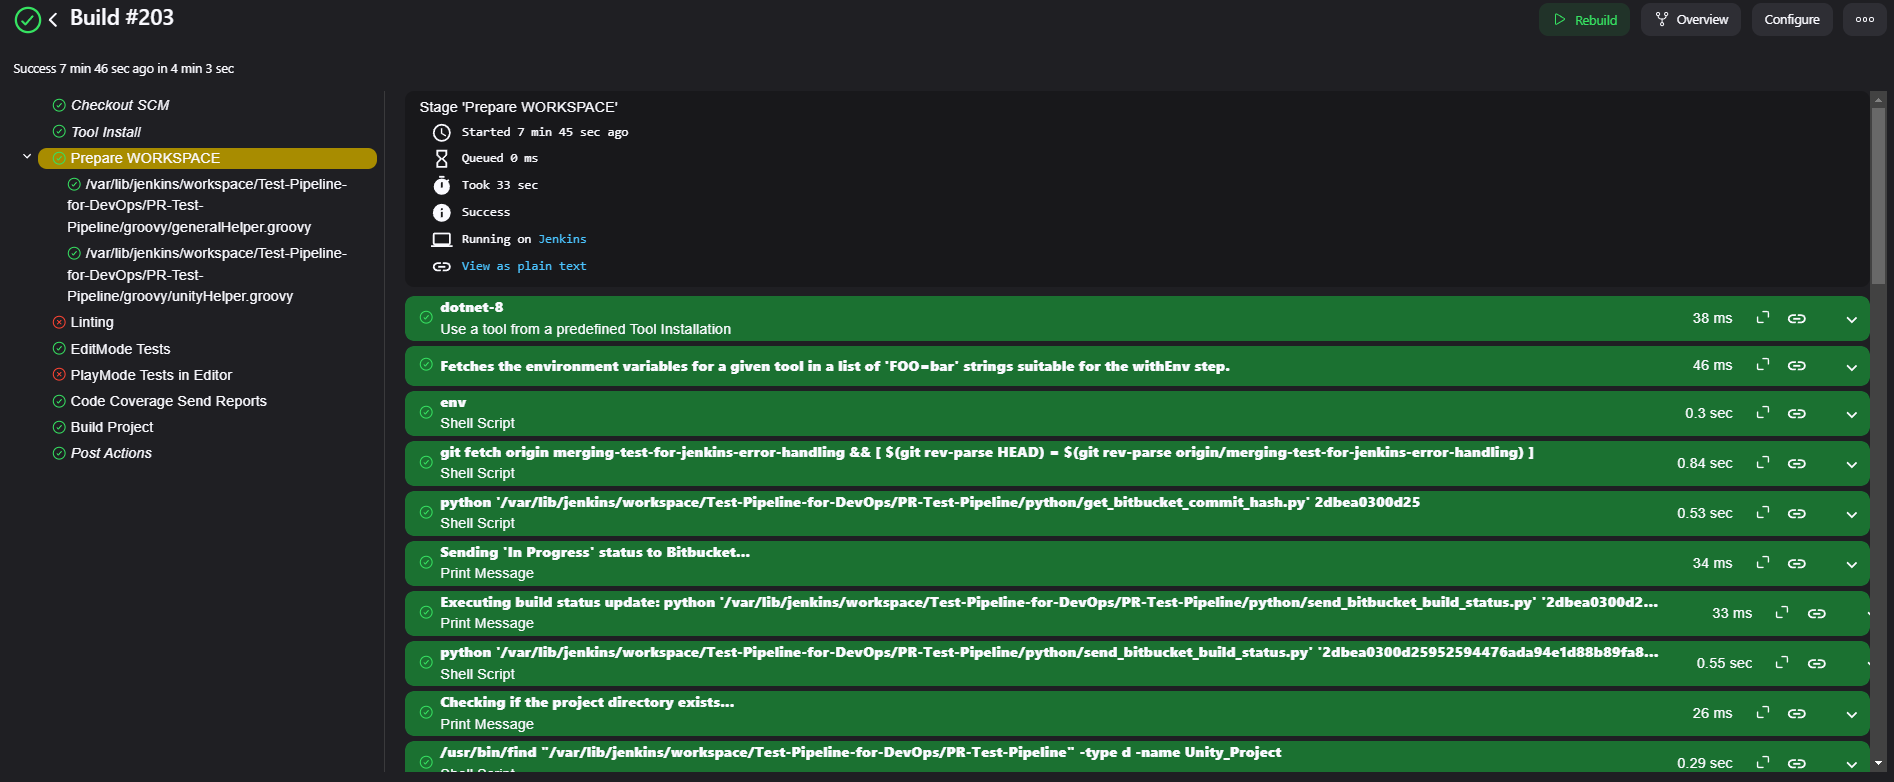 Build #203
Rebuild
Overview
Configure
Success 7 min 46 sec ago in 4 min 3 sec
Checkout SCM
Tool Install
Prepare WORKSPACE
/var/lib/jenkins/workspace/Test-Pipeline-
for-DevOps/PR-Test-
Pipeline/groovy/generalHelper.groovy
/var/lib/jenkins/workspace/Test-Pipeline-
for-DevOps/PR-Test-
Pipeline/groovy/unityHelper.groovy
Linting
EditMode Tests
PlayMode Tests in Editor
Code Coverage Send Reports
Build Project
Post Actions
Stage 'Prepare WORKSPACE'
Started 7 min 45 sec ago
Queued 0 ms
Took 33 sec
Success
Running on Jenkins
View as plain text
dotnet-8
Use a tool from a predefined Tool Installation
38 ms
Fetches the environment variables for a given tool in a list of 'FOO=bar' strings suitable for the withEnv step.
46 ms
env
Shell Script
0.3 sec
git fetch origin merging-test-for-jenkins-error-handling && [ $(git rev-parse HEAD) = $(git rev-parse origin/merging-test-for-jenkins-error-handling) ]
Shell Script
0.84 sec
python '/var/lib/jenkins/workspace/Test-Pipeline-for-DevOps/PR-Test-Pipeline/python/get_bitbucket_commit_hash.py' 2dbea0300d25
Shell Script
0.53 sec
Sending 'In Progress' status to Bitbucket...
Print Message
34 ms
Executing build status update: python '/var/lib/jenkins/workspace/Test-Pipeline-for-DevOps/PR-Test-Pipeline/python/send_bitbucket_build_status.py' '2dbea0300d2...
Print Message
33 ms
python '/var/lib/jenkins/workspace/Test-Pipeline-for-DevOps/PR-Test-Pipeline/python/send_bitbucket_build_status.py' '2dbea0300d25952594476ada94e1d88b89fa8...
Shell Script
0.55 sec
Checking if the project directory exists...
Print Message
26 ms
/usr/bin/find "/var/lib/jenkins/workspace/Test-Pipeline-for-DevOps/PR-Test-Pipeline" -type d -name Unity_Project
Shell Script
0.29 sec